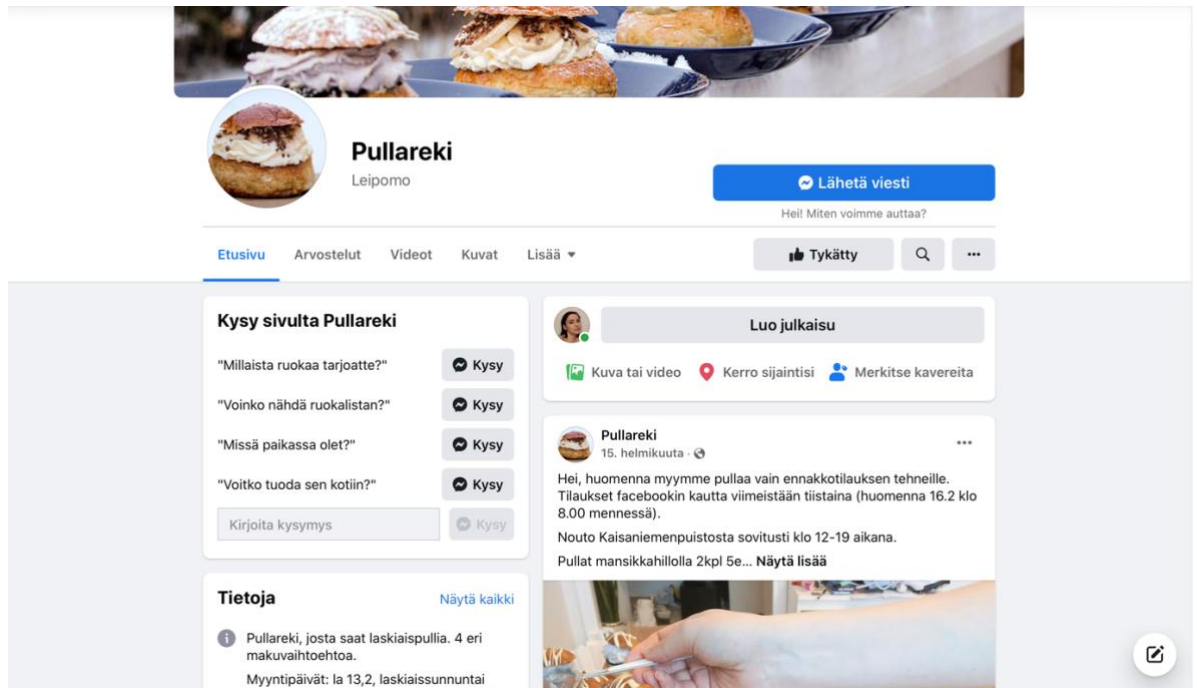 Pullareki
Leipomo
Lähetä viesti
Hei! Miten voimme auttaa?
Etusivu Arvostelut Videot Kuvat Lisää
Tykätty
Kysy sivulta Pullareki
"Millaista ruokaa tarjoatte?" Kysy
"Voinko nähdä ruokalistan?" Kysy
"Missä paikassa olet?" Kysy
"Voitko tuoda sen kotiin?" Kysy
Kirjoita kysymys Kysy
Tietoja Näytä kaikki
Pullareki, josta saat laskiaispullia. 4 eri
makuvaihtoehtoa.
Myyntipäivät: la 13,2, laskiaissunnuntai
Luo julkaisu
Kuva tai video Kerro sijaintisi Merkitse kavereita
Pullareki
15. helmikuuta ·
Hei, huomenna myymme pullaa vain ennakkotilauksen tehneille.
Tilaukset facebookin kautta viimeistään tiistaina (huomenna 16.2 klo
8.00 mennessä).
Nouto Kaisaniemenpuistosta sovitusti klo 12-19 aikana.
Pullat mansikkahillolla 2kpl 5e... Näytä lisää